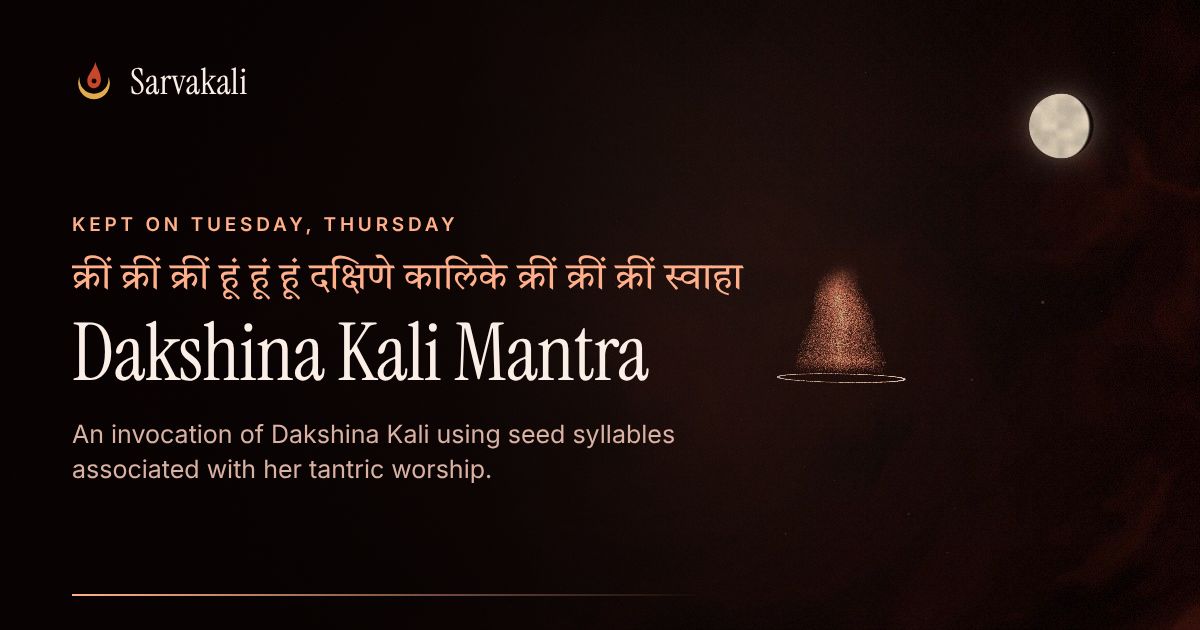 Sarvakali
KEPT ON TUESDAY, THURSDAY
क्रीं क्रीं क्रीं हूं हूं हूं दक्षिणे कालिके क्रीं क्रीं क्रीं स्वाहा
Dakshina Kali Mantra
An invocation of Dakshina Kali using seed syllables
associated with her tantric worship.